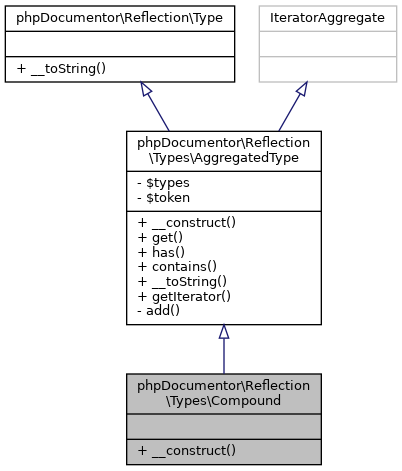 phpDocumentor\Reflection\Type
+ __toString()
IteratorAggregate
phpDocumentor\Reflection
\Types\AggregatedType
- $types
- $token
+ __construct()
+ get()
+ has()
+ contains()
+ __toString()
+ getIterator()
- add()
phpDocumentor\Reflection
\Types\Compound
+ __construct()